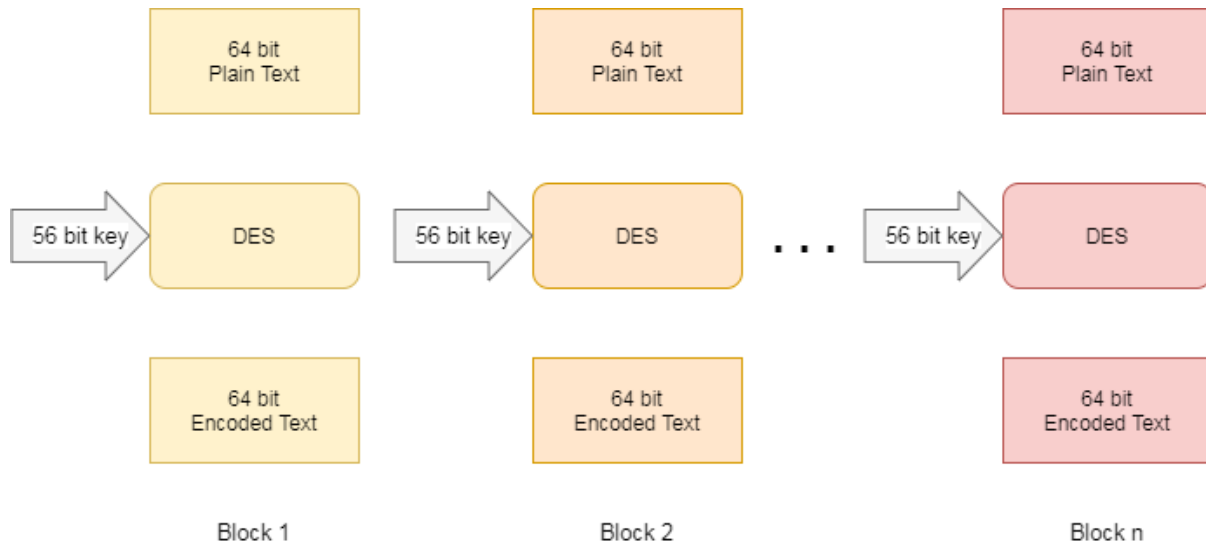 64 bit
Plain Text
64 bit
Plain Text
64 bit
Plain Text
56 bit key
DES
56 bit key
DES
. . .
56 bit key
DES
64 bit
Encoded Text
64 bit
Encoded Text
64 bit
Encoded Text
Block 1
Block 2
Block n